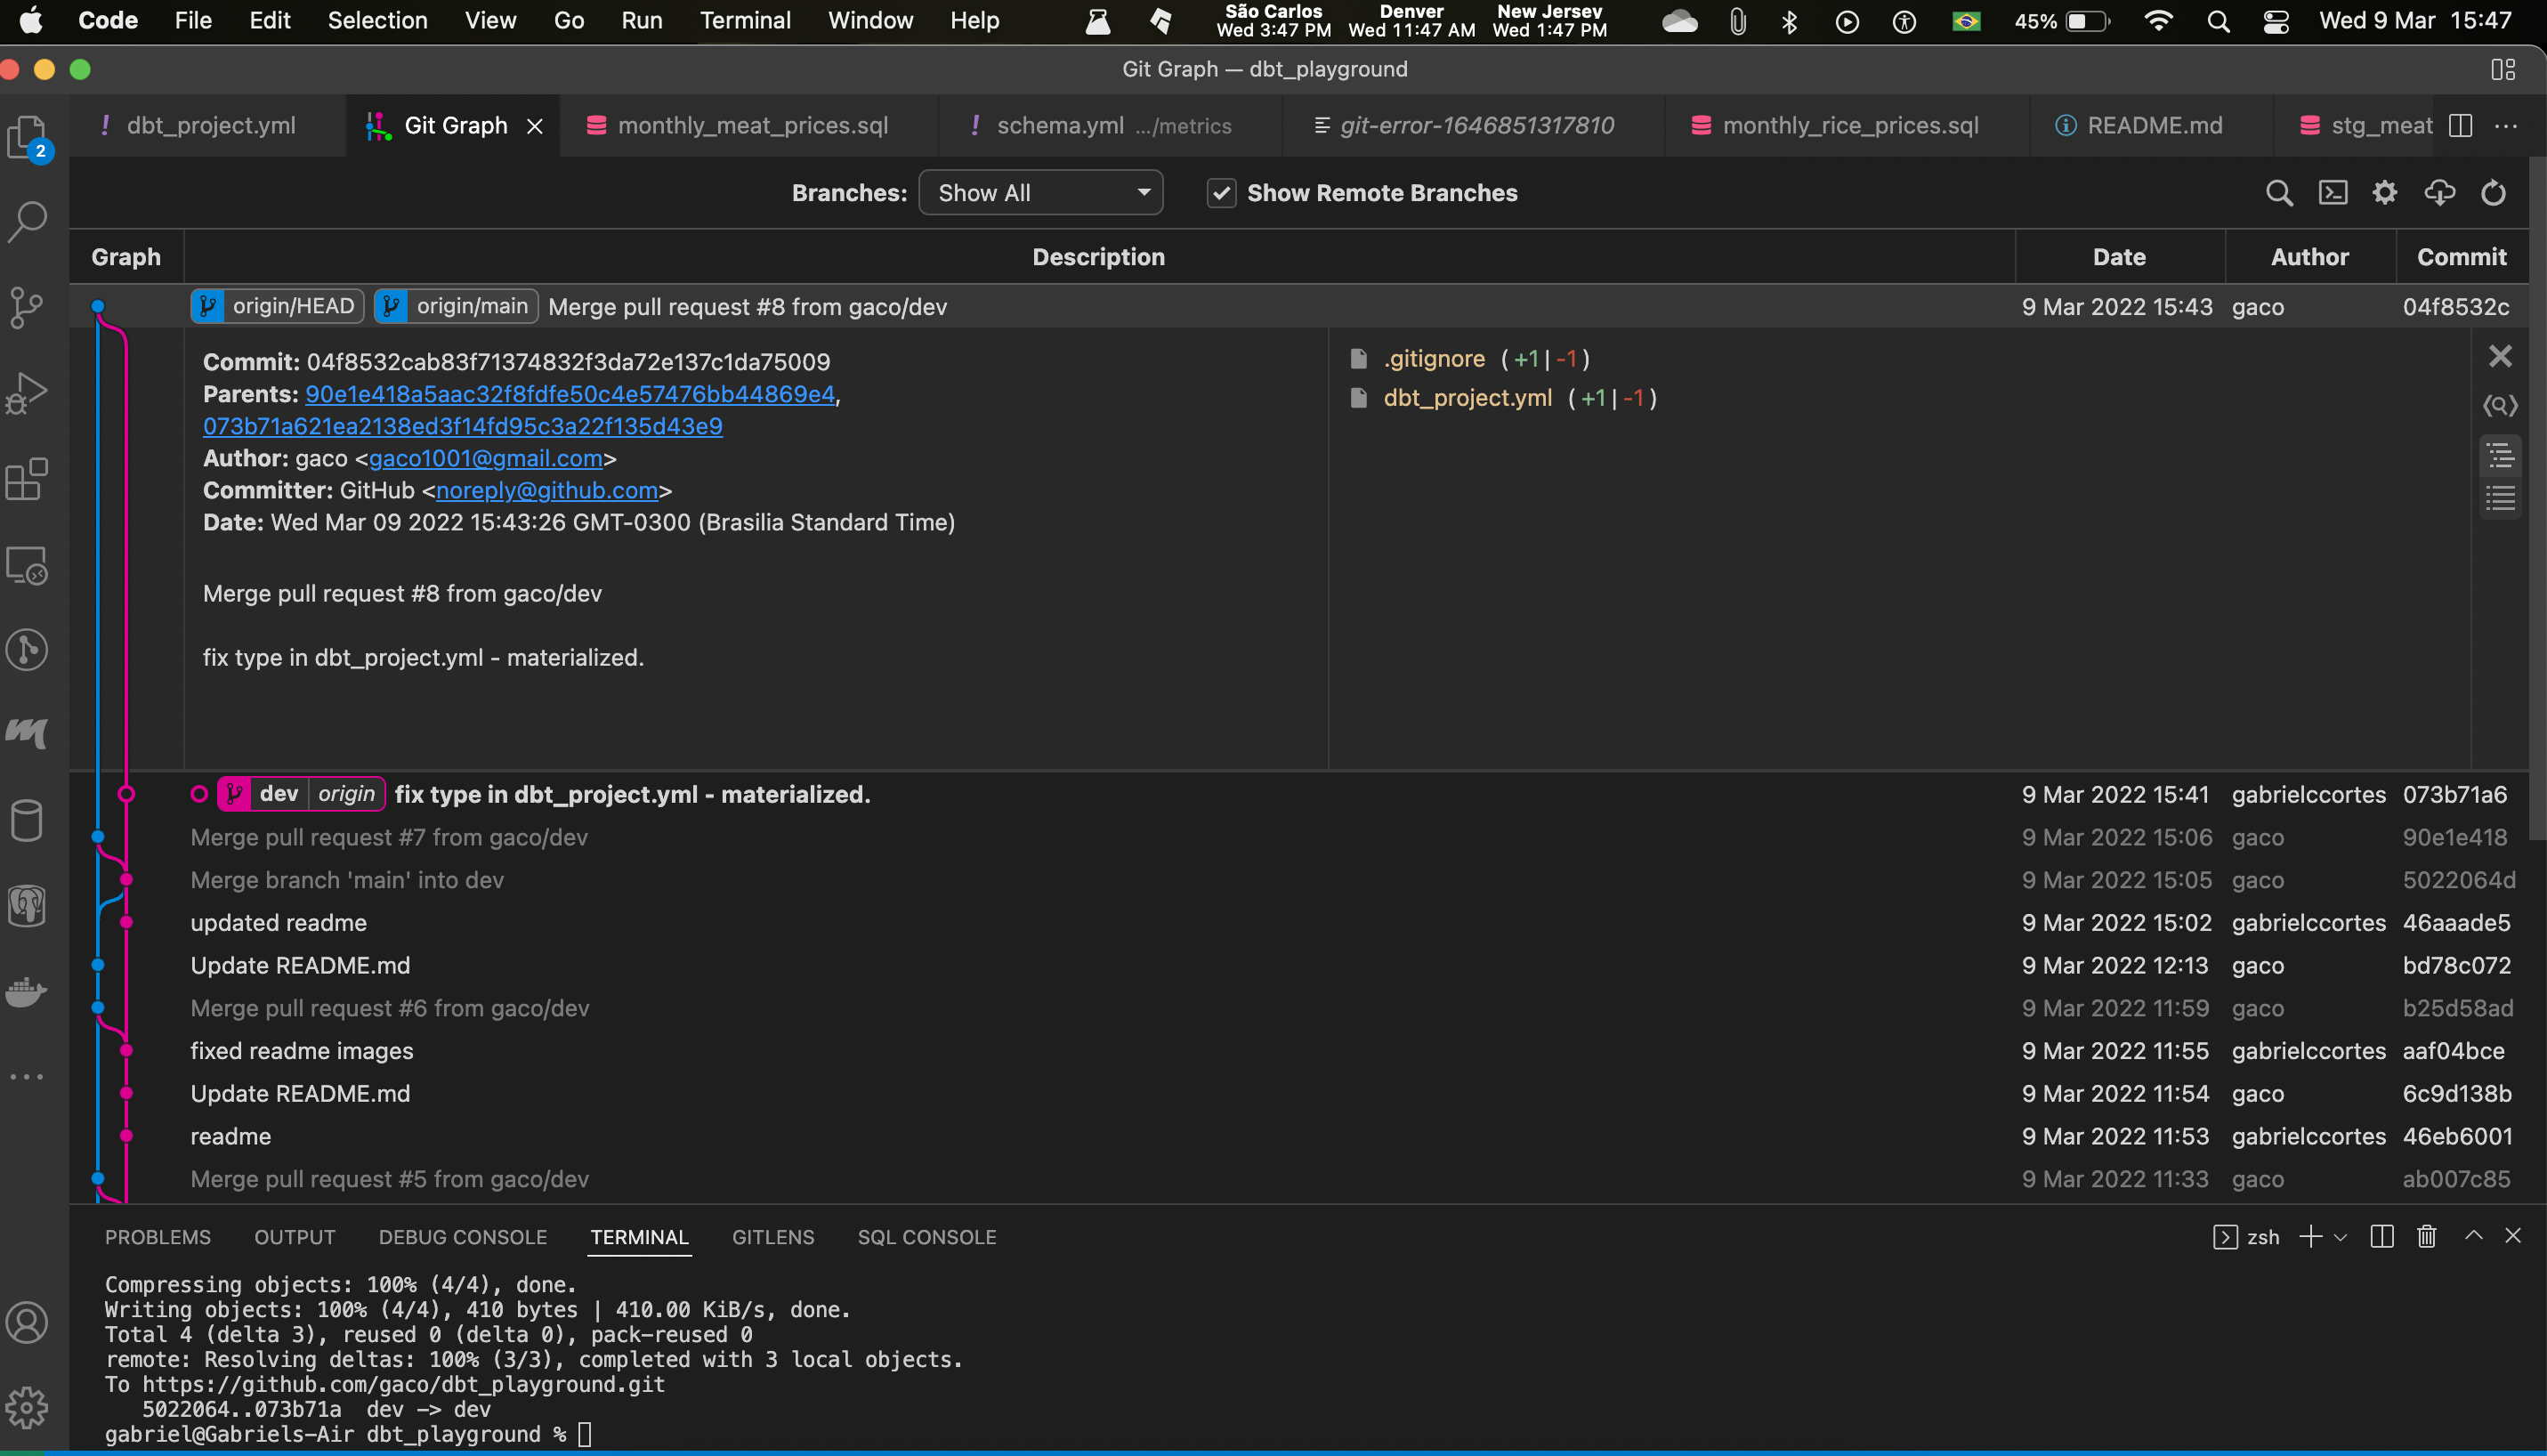 Code File Edit Selection View Go Run Terminal Window Help
São Carlos Denver New Jersey
Wed 3:47 PM Wed 11:47 AM Wed 1:47 PM
45% Wed 9 Mar 15:47
Git Graph — dbt_playground
2
! dbt_project.yml Git Graph monthly_meat_prices.sql ! schema.yml .../metrics git-error-1646851317810 monthly_rice_prices.sql README.md stg_meat
Branches: Show All Show Remote Branches
Graph Description Date Author Commit
origin/HEAD origin/main Merge pull request #8 from gaco/dev 9 Mar 2022 15:43 gaco 04f8532c
Commit: 04f8532cab83f71374832f3da72e137c1da75009
Parents: 90e1e418a5aac32f8fdfe50c4e57476bb44869e4,
073b71a621ea2138ed3f14fd95c3a22f135d43e9
Author: gaco <gaco1001@gmail.com>
Committer: GitHub <noreply@github.com>
Date: Wed Mar 09 2022 15:43:26 GMT-0300 (Brasilia Standard Time)
Merge pull request #8 from gaco/dev
fix type in dbt_project.yml - materialized.
.gitignore (+1|-1)
dbt_project.yml (+1|-1)
dev origin fix type in dbt_project.yml - materialized. 9 Mar 2022 15:41 gabrielccortes 073b71a6
Merge pull request #7 from gaco/dev 9 Mar 2022 15:06 gaco 90e1e418
Merge branch 'main' into dev 9 Mar 2022 15:05 gaco 5022064d
updated readme 9 Mar 2022 15:02 gabrielccortes 46aaade5
Update README.md 9 Mar 2022 12:13 gaco bd78c072
Merge pull request #6 from gaco/dev 9 Mar 2022 11:59 gaco b25d58ad
fixed readme images 9 Mar 2022 11:55 gabrielccortes aaf04bce
Update README.md 9 Mar 2022 11:54 gaco 6c9d138b
readme 9 Mar 2022 11:53 gabrielccortes 46eb6001
Merge pull request #5 from gaco/dev 9 Mar 2022 11:33 gaco ab007c85
PROBLEMS OUTPUT DEBUG CONSOLE TERMINAL GITLENS SQL CONSOLE zsh
Compressing objects: 100% (4/4), done.
Writing objects: 100% (4/4), 410 bytes | 410.00 KiB/s, done.
Total 4 (delta 3), reused 0 (delta 0), pack-reused 0
remote: Resolving deltas: 100% (3/3), completed with 3 local objects.
To https://github.com/gaco/dbt_playground.git
5022064..073b71a dev -> dev
gabriel@Gabriels-Air dbt_playground %